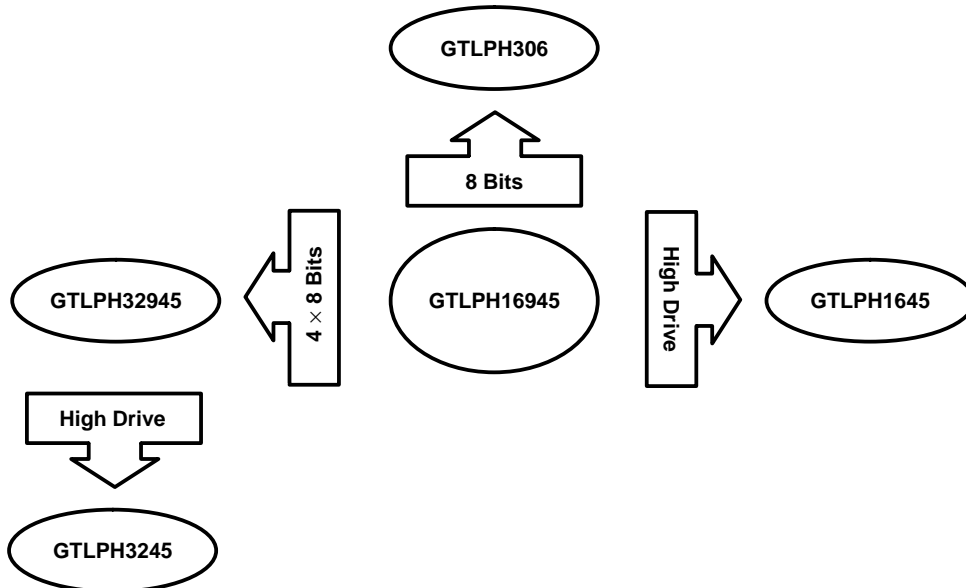 GTLPH306
8 Bits
GTLPH32945
4 × 8 Bits
GTLPH16945
High Drive
GTLPH1645
High Drive
GTLPH3245